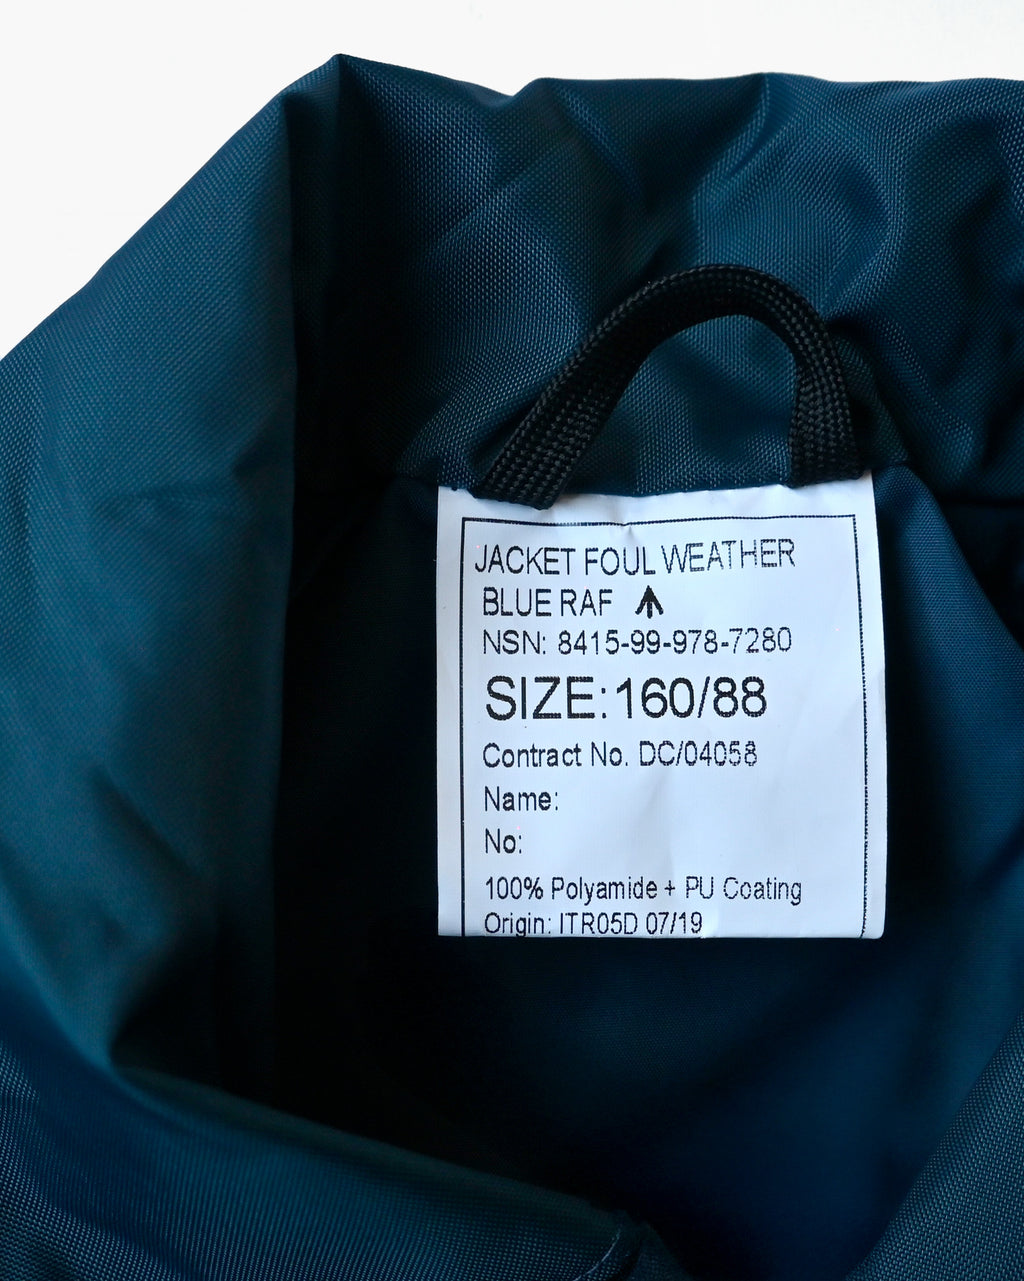 JACKET FOUL WEATHER
BLUE RAF
NSN: 8415-99-978-7280
SIZE: 160/88
Contract No. DC/04058
Name:
No:
100% Polyamide + PU Coating
Origin: ITR05D 07/19